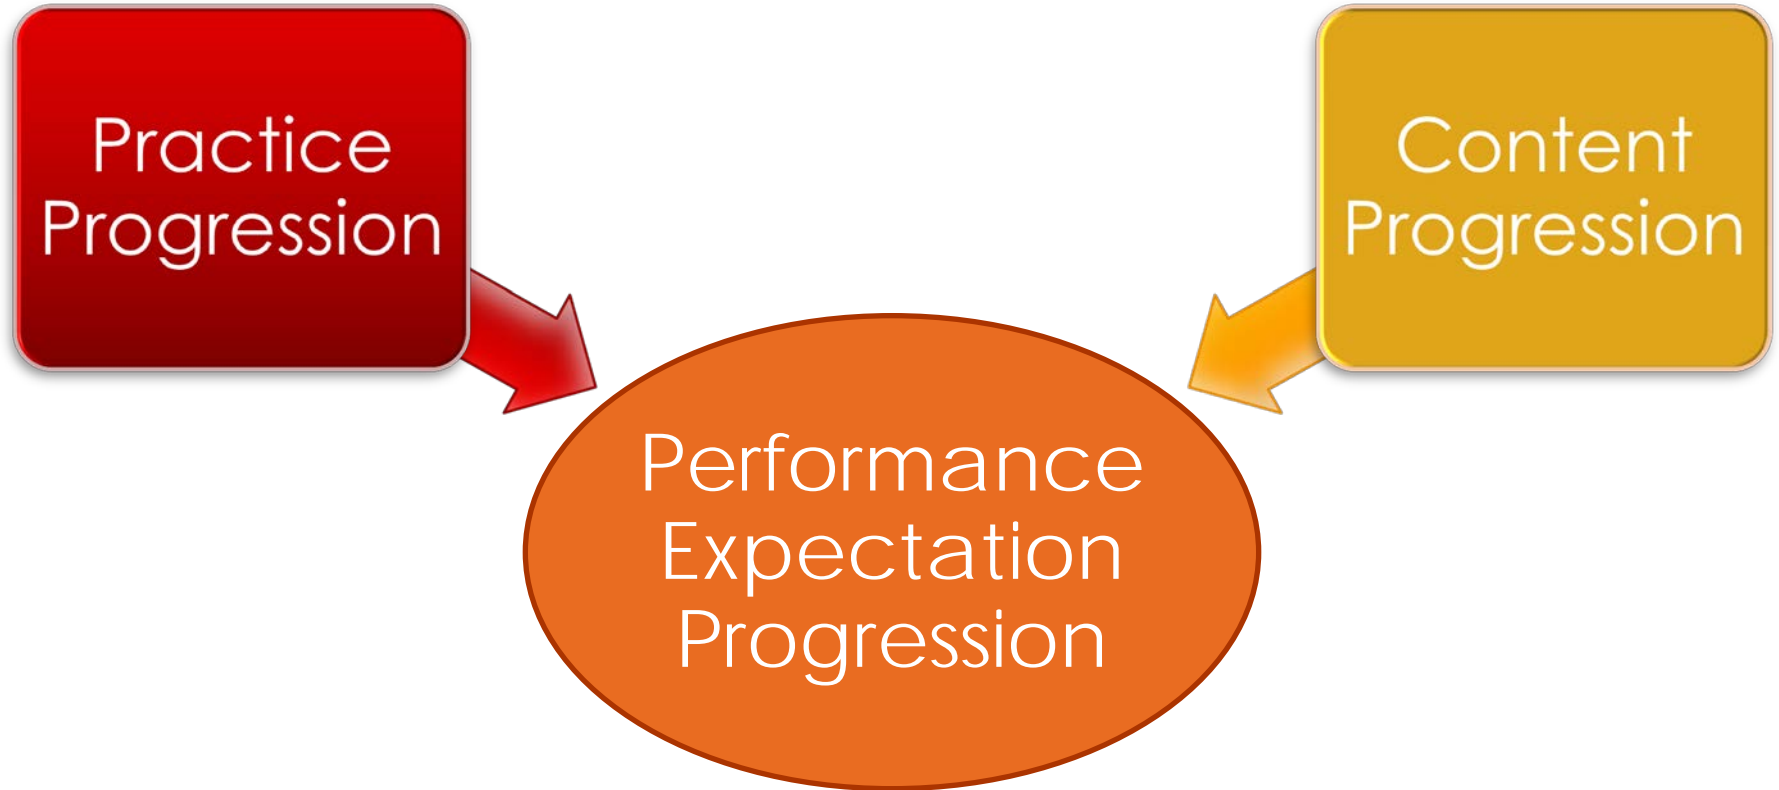 Practice
Progression
Content
Progression
Performance
Expectation
Progression